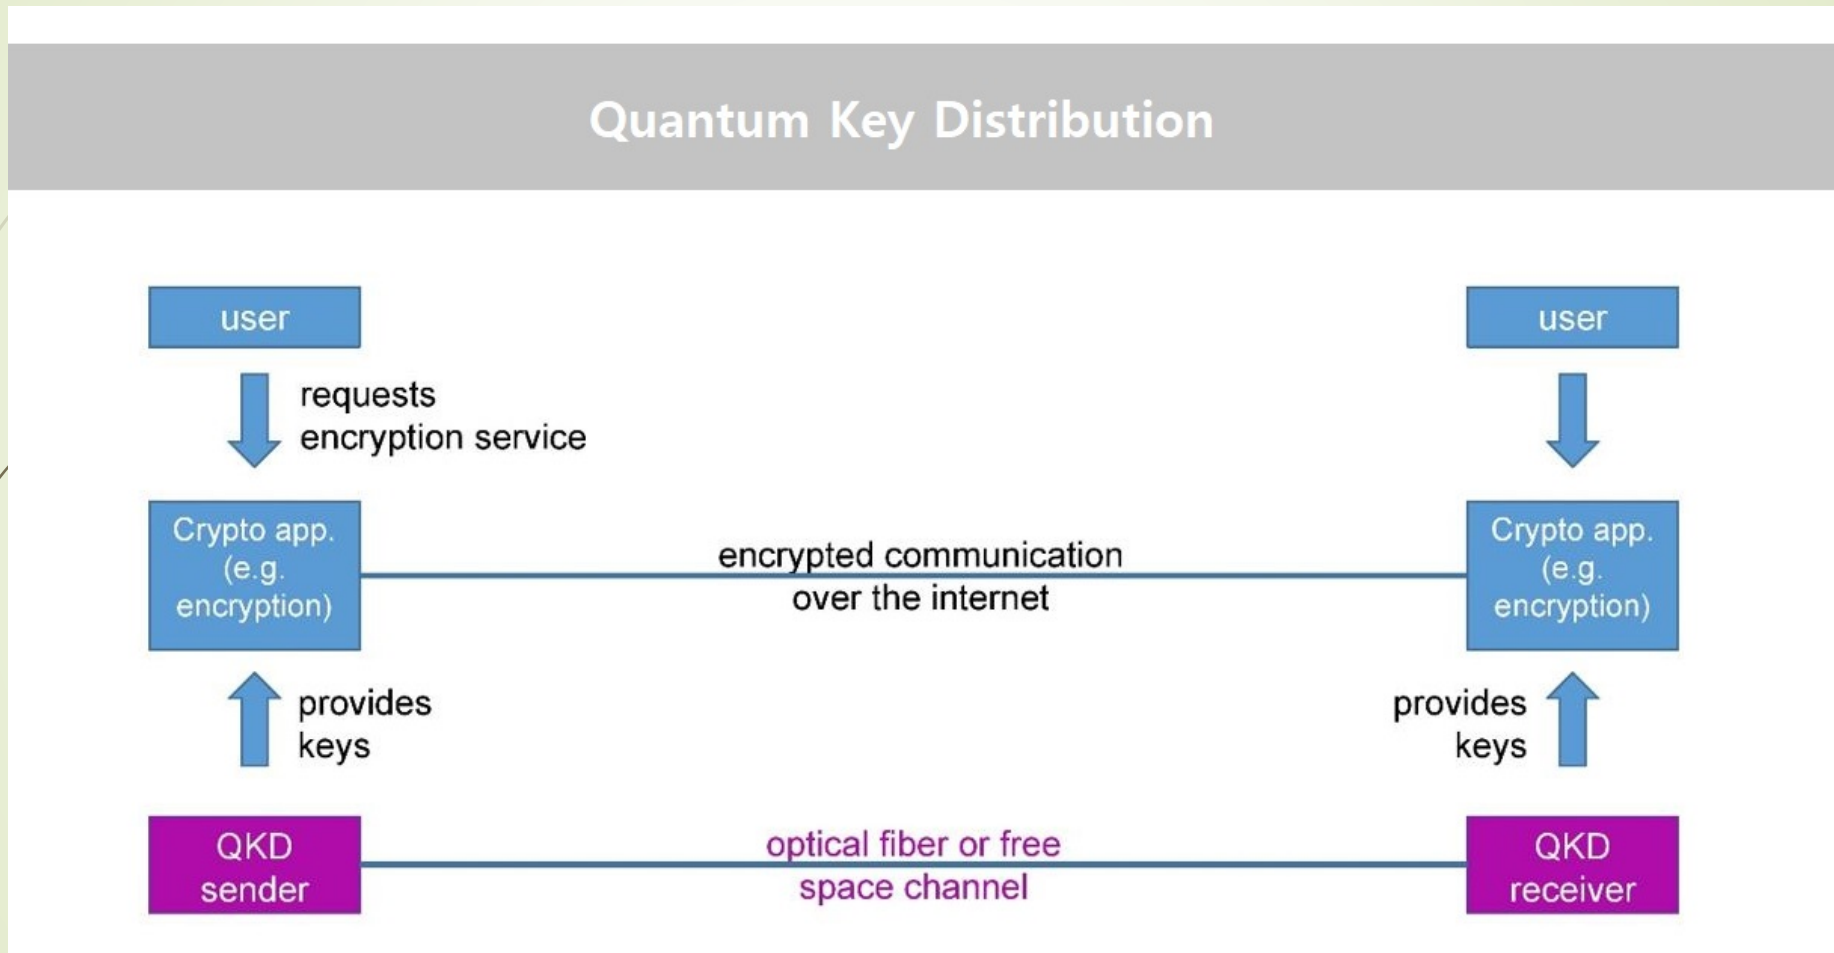 Quantum Key Distribution
user
user
requests
encryption service
Crypto app.
(e.g.
encryption)
encrypted communication
over the internet
Crypto app.
(e.g.
encryption)
provides
keys
provides
keys
QKD
sender
optical fiber or free
space channel
QKD
receiver